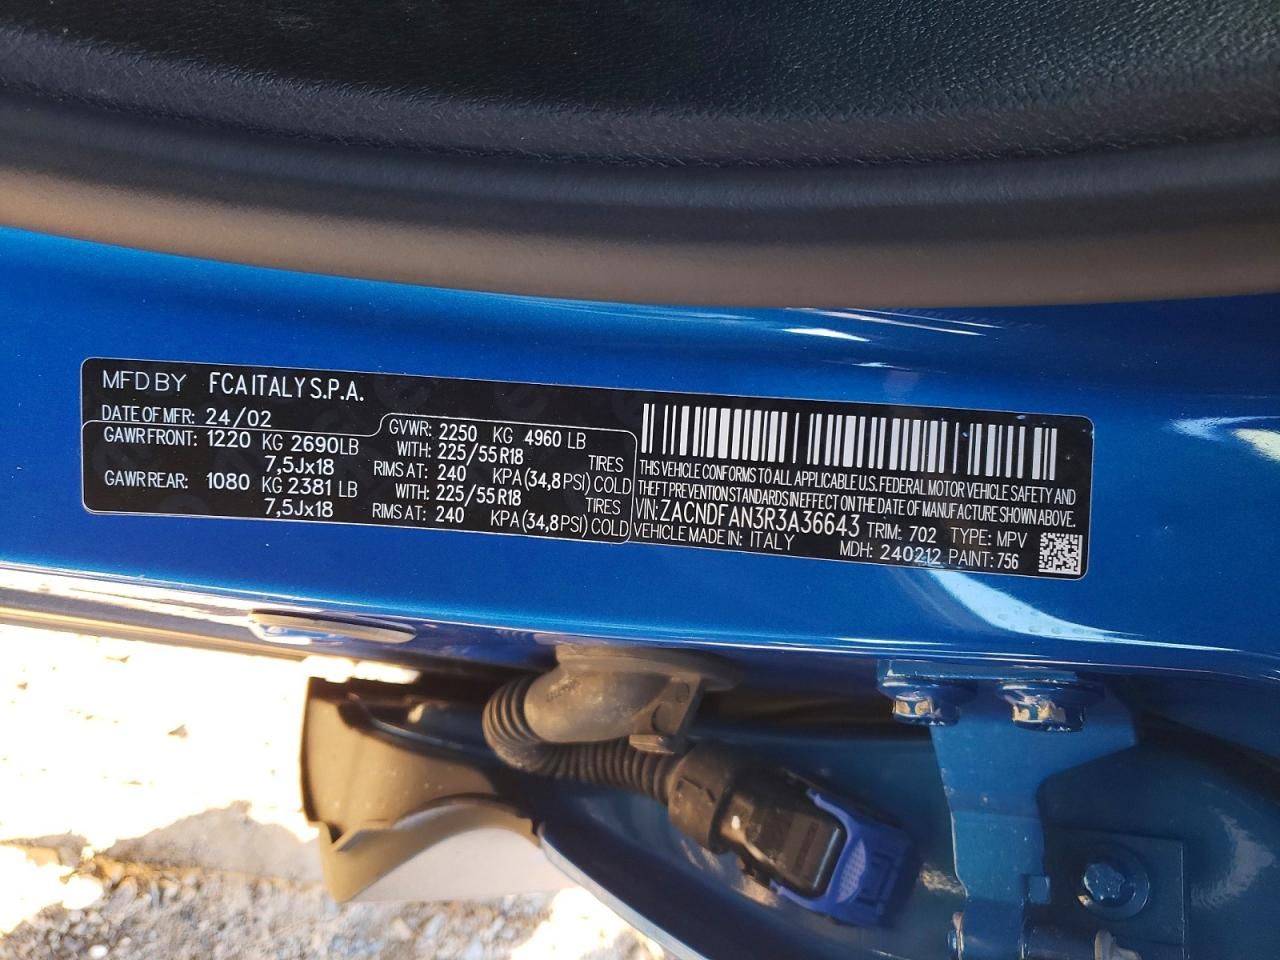 MFD BY FCA ITALY S.P.A.
DATE OF MFR: 24/02
GAWR FRONT: 1220 KG 2690 LB
7,5Jx18
GAWR REAR: 1080 KG 2381 LB
7,5Jx18
GVWR: 2250 KG 4960 LB
WITH: 225/55 R18 TIRES
RIMS AT: 240 KPA (34,8 PSI) COLD
WITH: 225/55 R18 TIRES
RIMS AT: 240 KPA (34,8 PSI) COLD
THIS VEHICLE CONFORMS TO ALL APPLICABLE U.S. FEDERAL MOTOR VEHICLE SAFETY AND
THEFT PREVENTION STANDARDS IN EFFECT ON THE DATE OF MANUFACTURE SHOWN ABOVE.
VIN: ZACNDFAN3R3A36643 TRIM: 702 TYPE: MPV
VEHICLE MADE IN: ITALY MDH: 240212 PAINT: 756